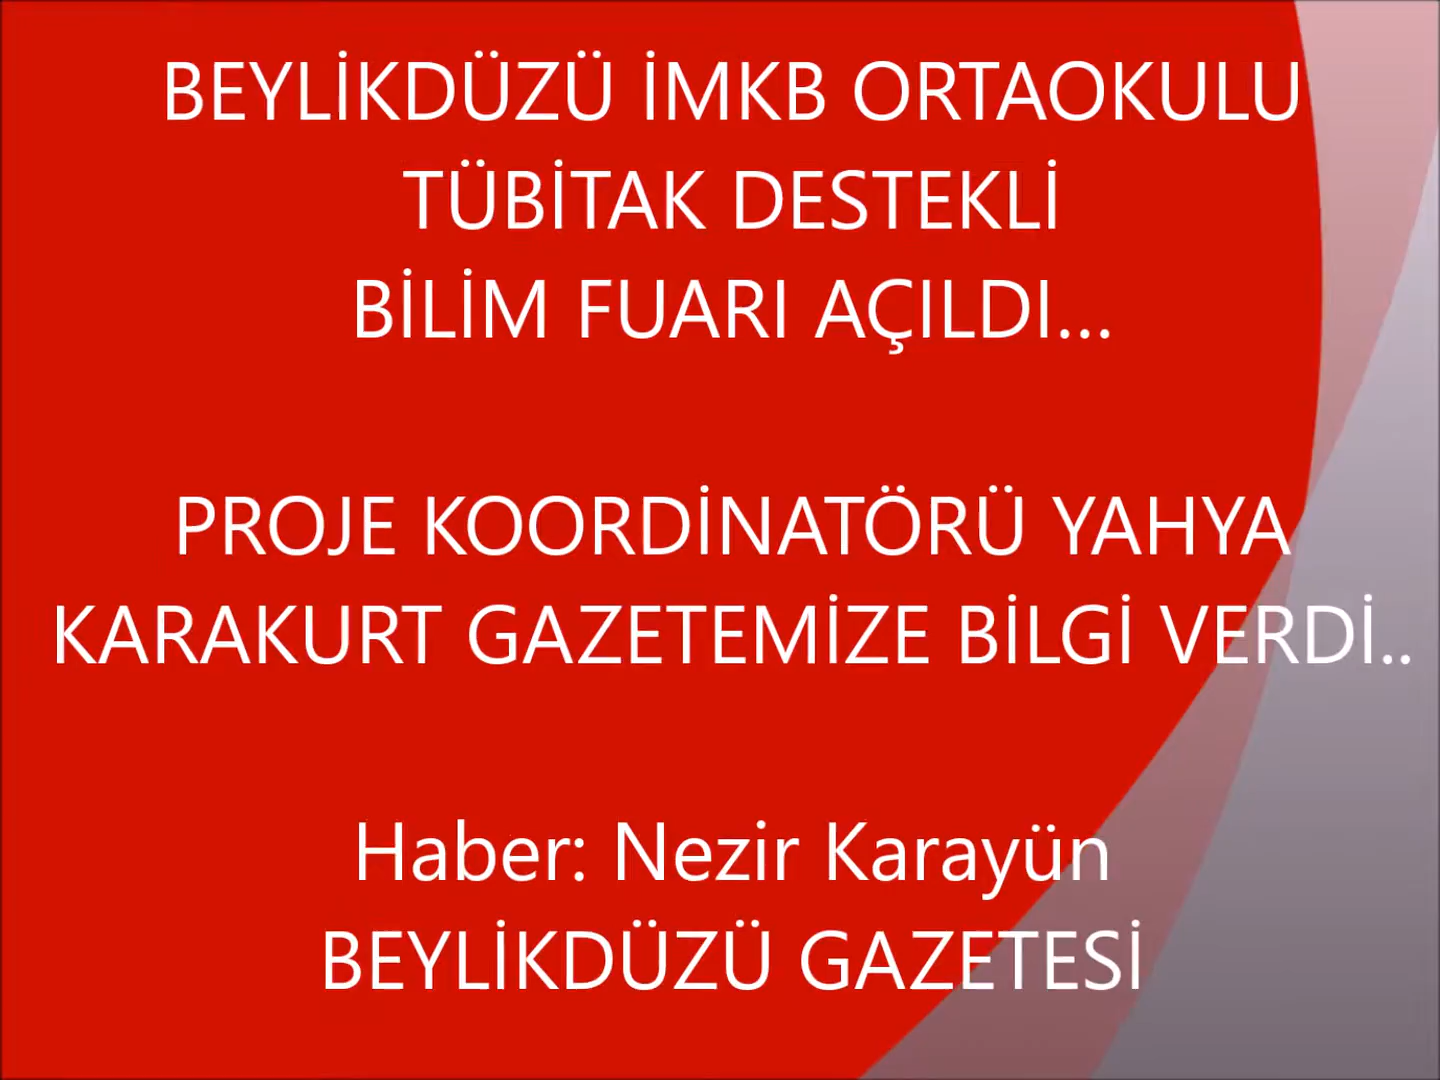 BEYLİKDÜZÜ İMKB ORTAOKULU
TÜBİTAK DESTEKLİ
BİLİM FUARI AÇILDI...
PROJE KOORDİNATÖRÜ YAHYA
KARAKURT GAZETEMİZE BİLGİ VERDİ..
Haber: Nezir Karayün
BEYLİKDÜZÜ GAZETESİ